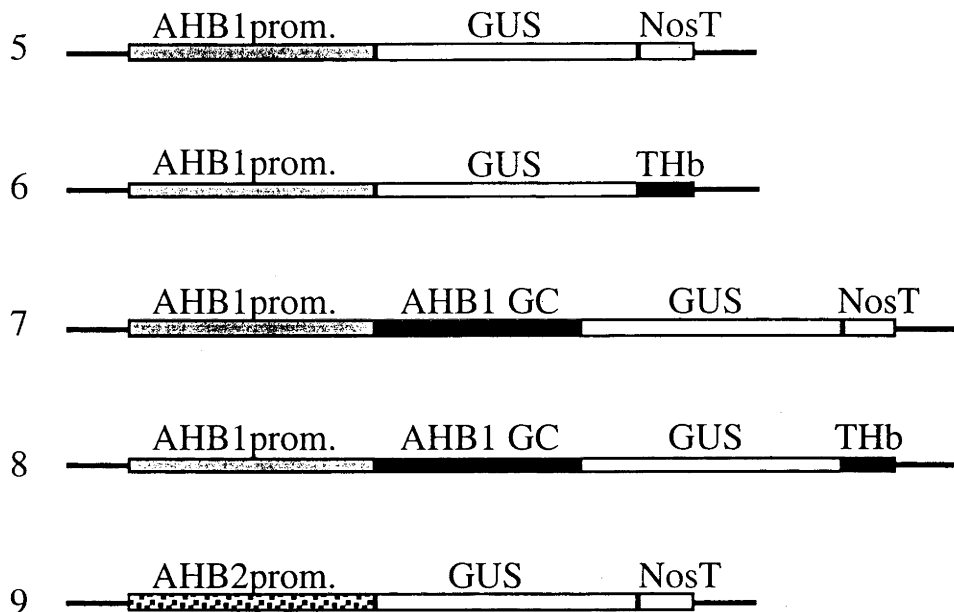 AHB1prom. GUS NosT
5
AHB1prom. GUS THb
6
AHB1prom. AHB1 GC GUS NosT
7
AHB1prom. AHB1 GC GUS THb
8
AHB2prom. GUS NosT
9